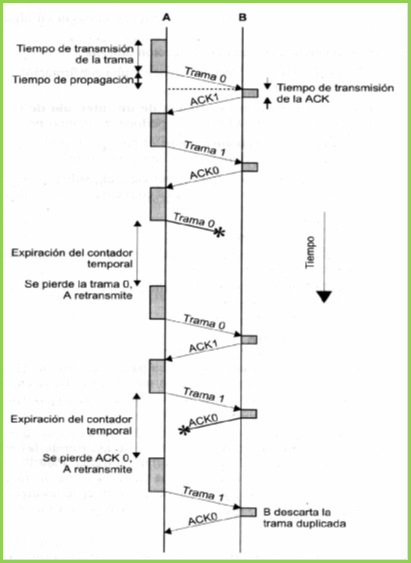 A
B
Tiempo de transmisión
de la trama
Tiempo de propagación
Trama 0
Tiempo de transmisión
de la ACK
ACK1
Trama 1
ACK0
Trama 0
Expiración del contador
temporal
Tiempo
Se pierde la trama 0,
A retransmite
Trama 0
ACK1
Trama 1
Expiración del contador
temporal
ACK0
Se pierde ACK 0,
A retransmite
Trama 1
B descarta la
trama duplicada
ACK0